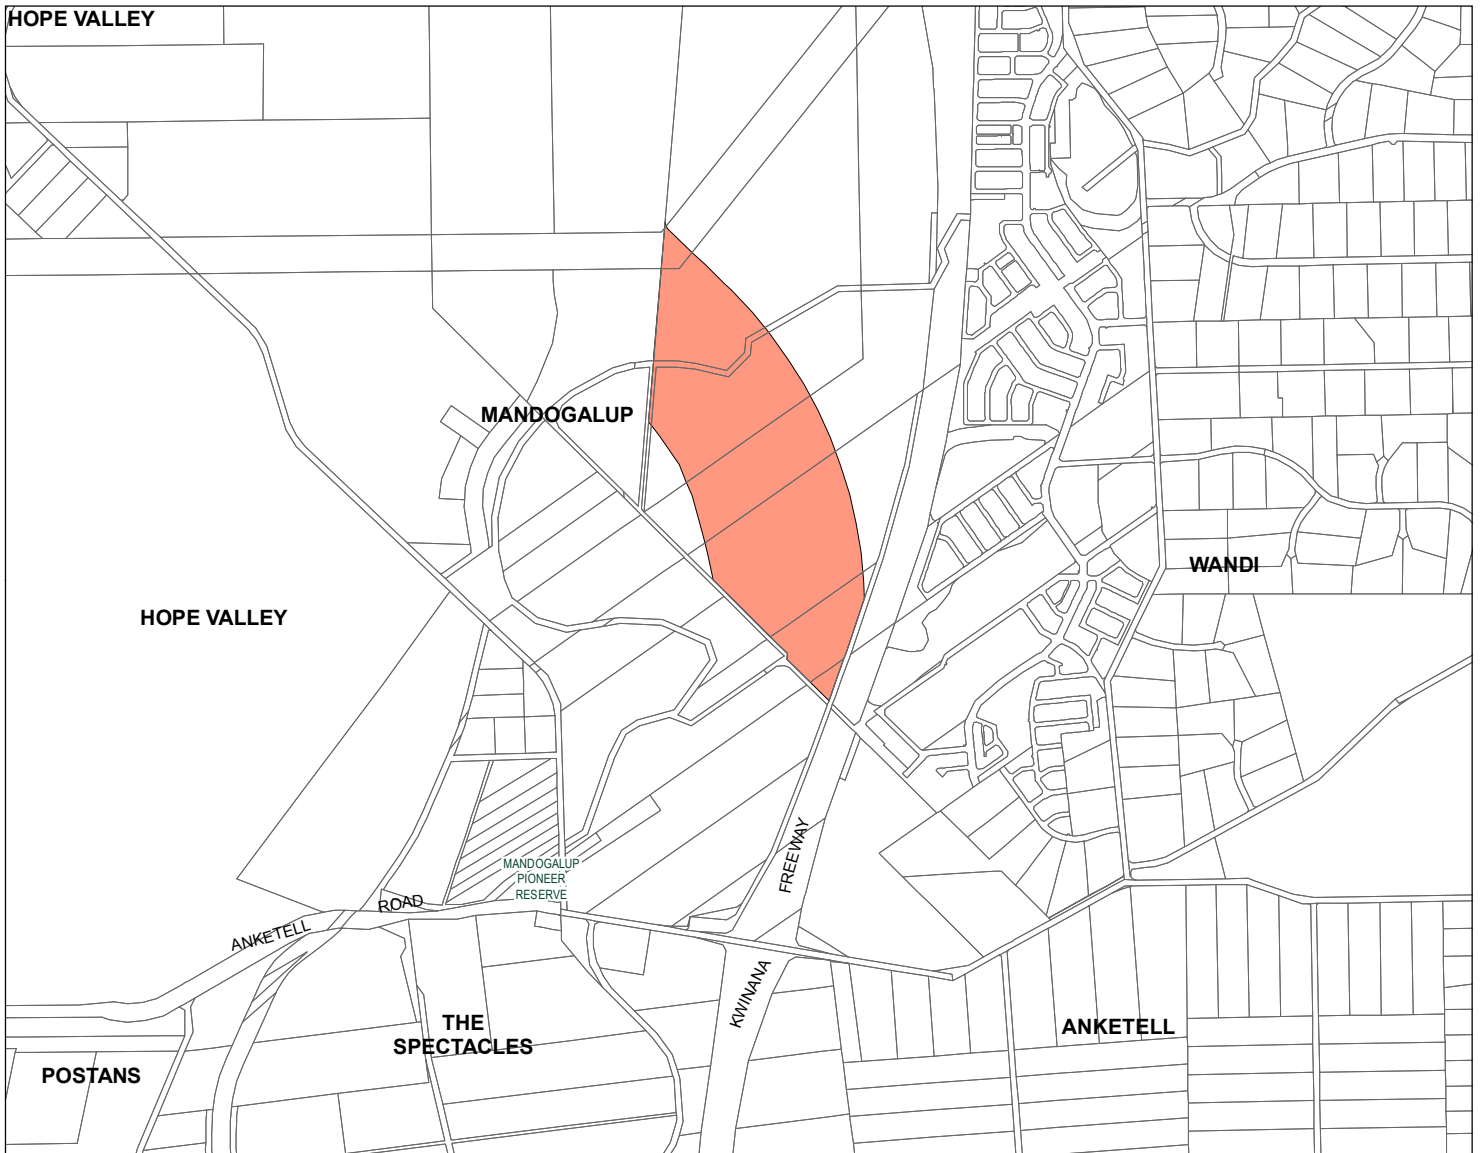 HOPE VALLEY
MANDOGALUP
WANDI
HOPE VALLEY
FREEWAY
MANDOGALUP
PIONEER
RESERVE
ROAD
ANKETELL
KWINANA
THE
SPECTACLES
ANKETELL
POSTANS